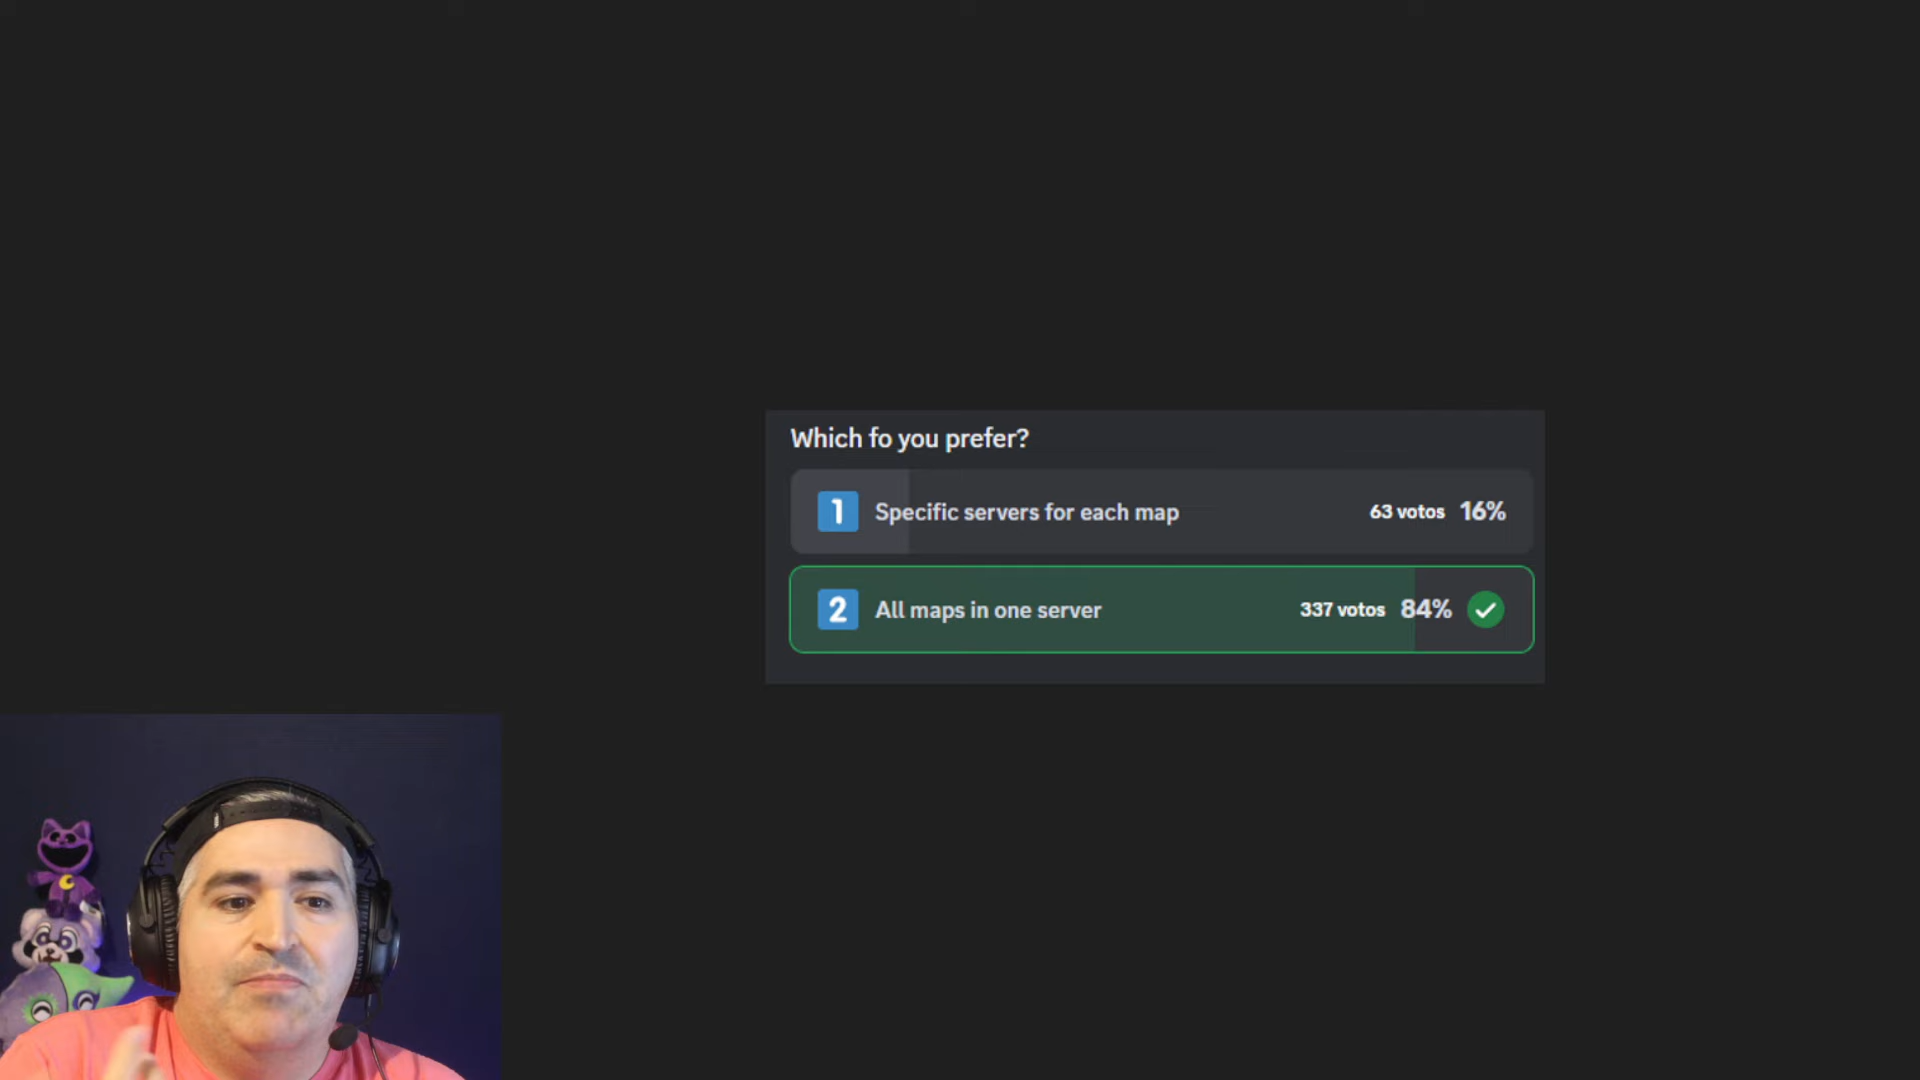 Which fo you prefer?
1 Specific servers for each map 63 votos 16%
2 All maps in one server 337 votos 84%